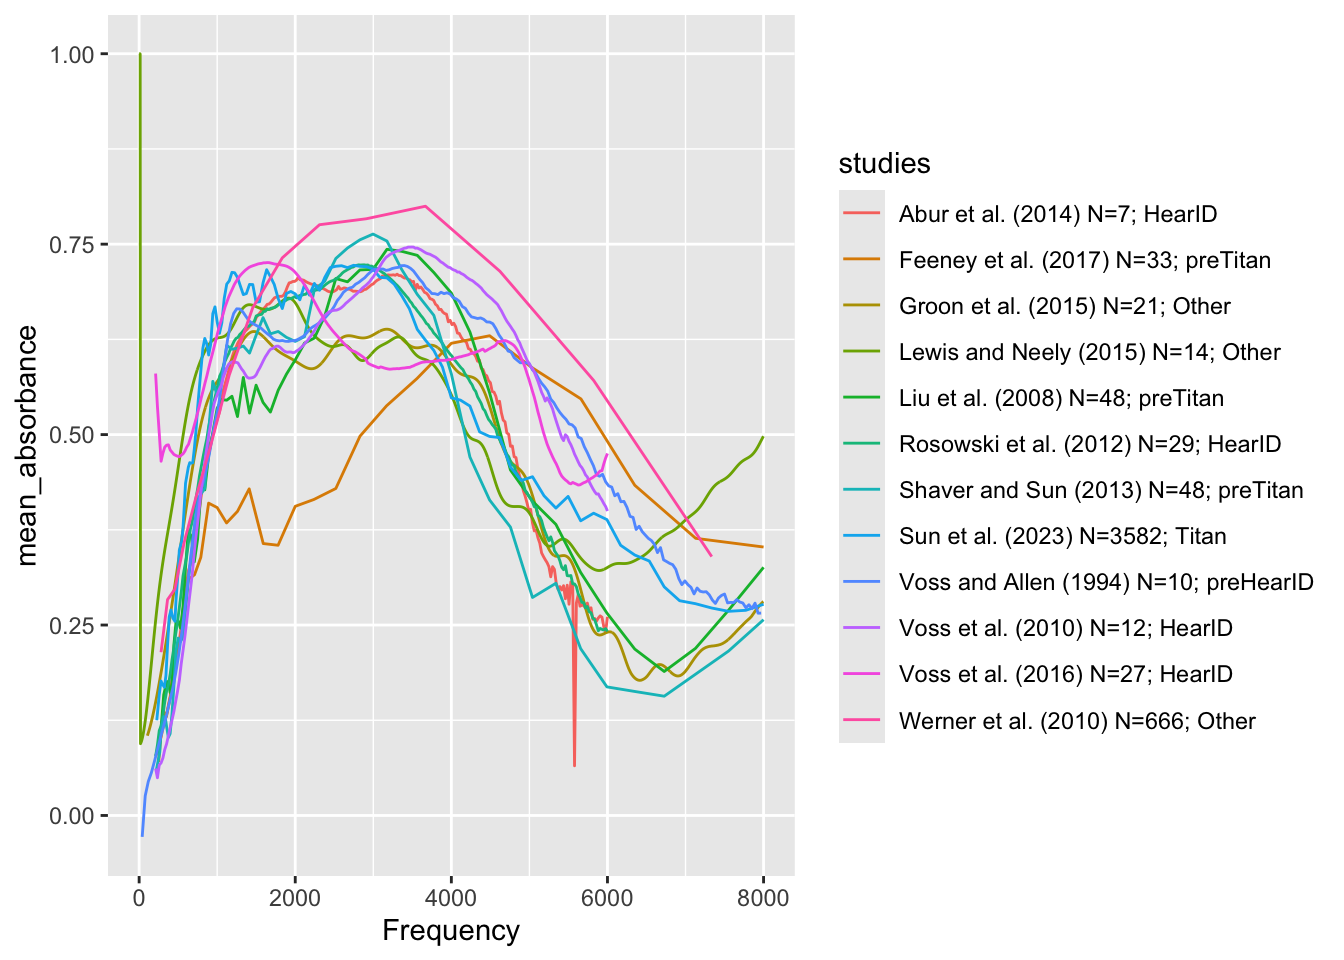 1.00
0.75
0.50
0.25
0.00
mean_absorbance
0 2000 4000 6000 8000
Frequency
studies
Abur et al. (2014) N=7; HearID
Feeney et al. (2017) N=33; preTitan
Groon et al. (2015) N=21; Other
Lewis and Neely (2015) N=14; Other
Liu et al. (2008) N=48; preTitan
Rosowski et al. (2012) N=29; HearID
Shaver and Sun (2013) N=48; preTitan
Sun et al. (2023) N=3582; Titan
Voss and Allen (1994) N=10; preHearID
Voss et al. (2010) N=12; HearID
Voss et al. (2016) N=27; HearID
Werner et al. (2010) N=666; Other